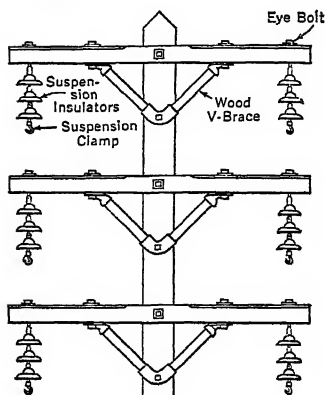 Eye Bolt
Suspen-
sion
Insulators
Suspension
Clamp
Wood
V-Brace